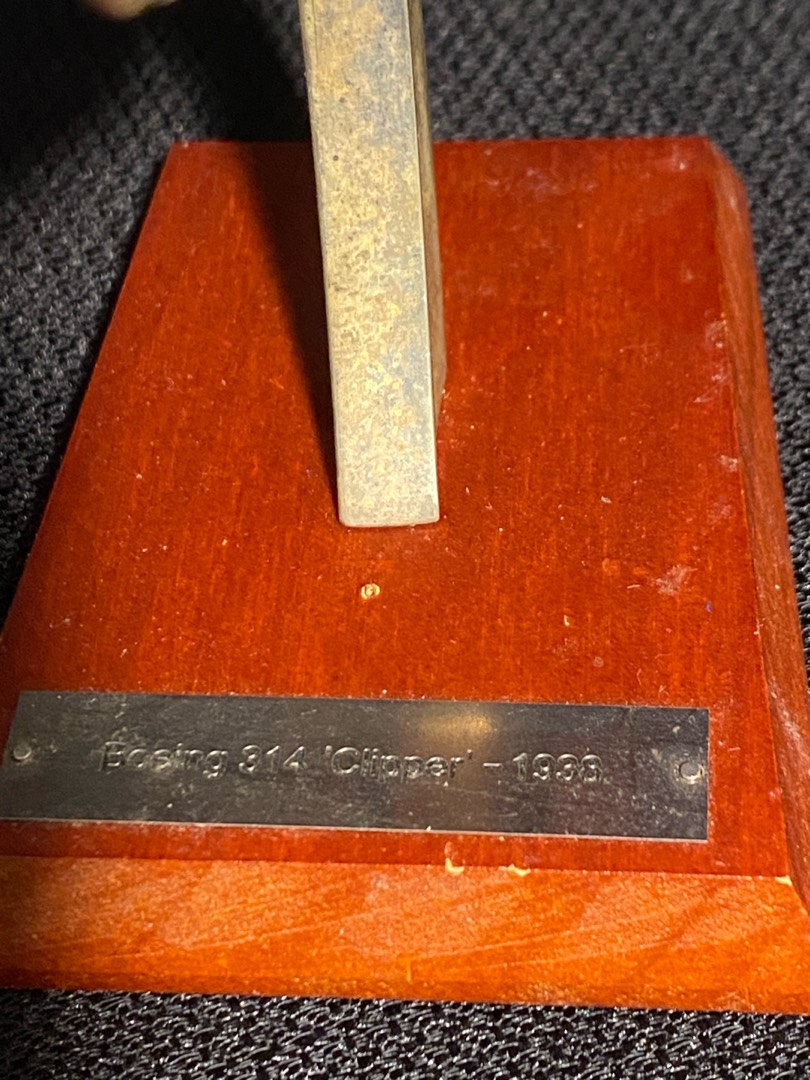 Boeing 314 'Clipper' - 1938